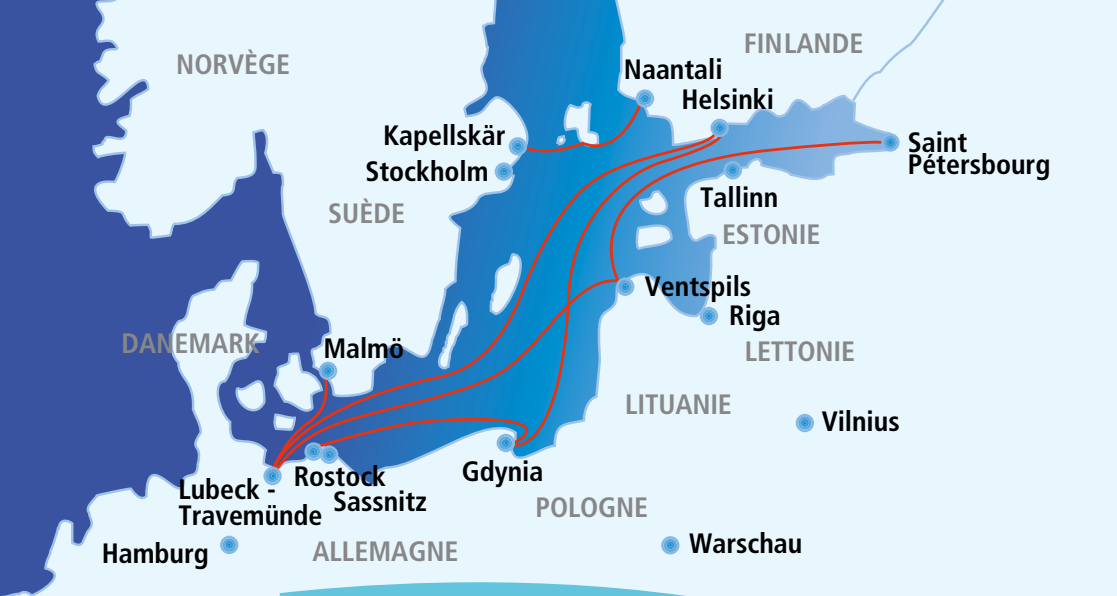 FINLANDE
NORVÈGE
Naantali
Helsinki
Kapellskär
Saint
Pétersbourg
Stockholm
Tallinn
SUÈDE
ESTONIE
Ventspils
Riga
DANEMARK
Malmö
LETTONIE
LITUANIE
Vilnius
Gdynia
Rostock
Lubeck -
Sassnitz
Travemünde
POLOGNE
Warschau
Hamburg
ALLEMAGNE